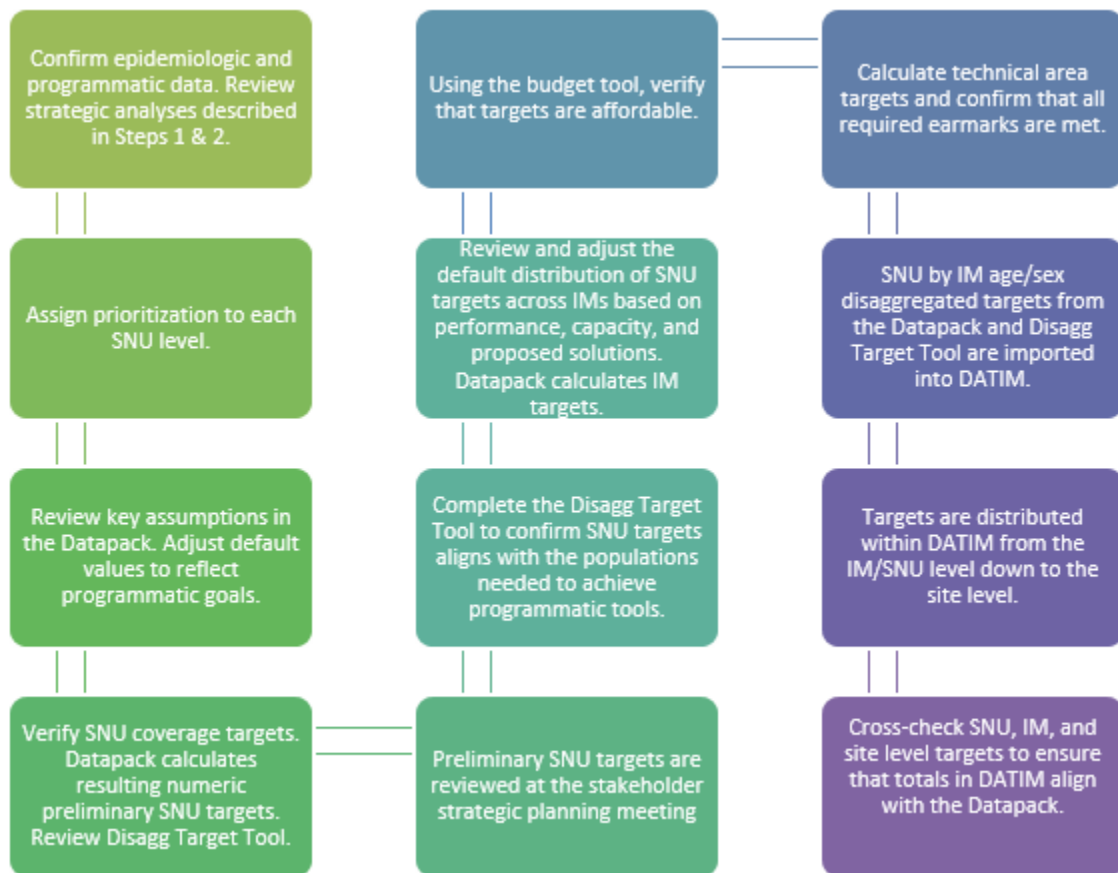 Confirm epidemiologic and
programmatic data. Review
strategic analyses described
in Steps 1 & 2.
Assign prioritization to each
SNU level.
Review key assumptions in
the Datapack. Adjust default
values to reflect
programmatic goals.
Verify SNU coverage targets.
Datapack calculates
resulting numeric
preliminary SNU targets.
Review Disagg Target Tool.
Preliminary SNU targets are
reviewed at the stakeholder
strategic planning meeting
Complete the Disagg Target
Tool to confirm SNU targets
aligns with the populations
needed to achieve
programmatic tools.
Review and adjust the
default distribution of SNU
targets across IMs based on
performance, capacity, and
proposed solutions.
Datapack calculates IM
targets.
Using the budget tool, verify
that targets are affordable.
Calculate technical area
targets and confirm that all
required earmarks are met.
SNU by IM age/sex
disaggregated targets from
the Datapack and Disagg
Target Tool are imported
into DATIM.
Targets are distributed
within DATIM from the
IM/SNU level down to the
site level.
Cross-check SNU, IM, and
site level targets to ensure
that totals in DATIM align
with the Datapack.